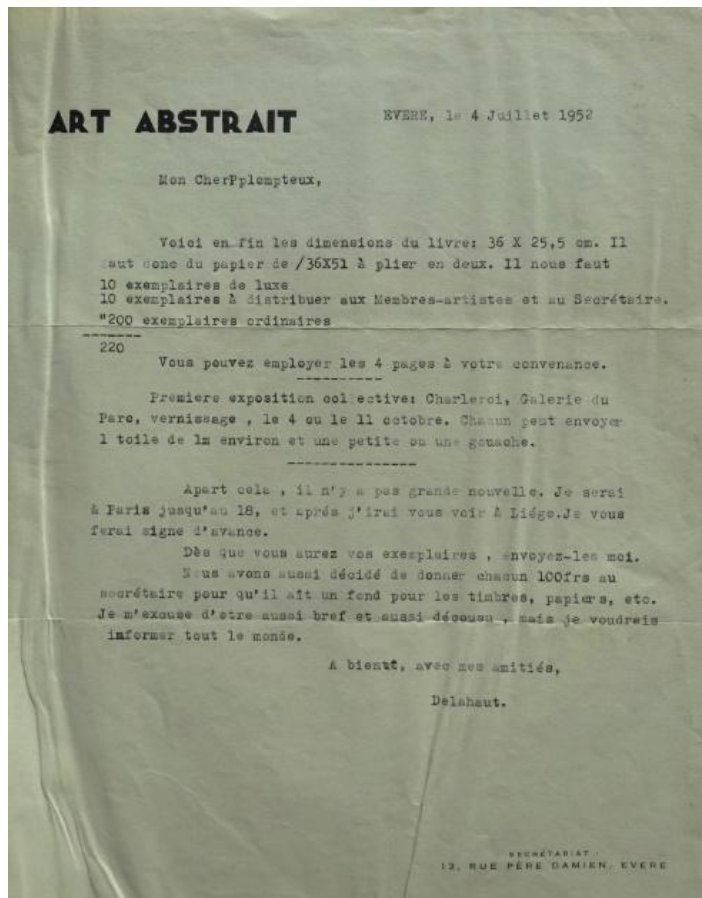 ART ABSTRAIT
EVERE, le 4 Juillet 1952
Mon CherPplompteux,
Voici en fin les dimensions du livre: 36 X 25,5 cm. Il
faut donc du papier de /36X51 à plier en deux. Il nous faut
10 exemplaires de luxe
10 exemplaires à distribuer aux Membres-artistes et au Secrétaire.
"200 exemplaires ordinaires
-------
220
Vous pouvez employer les 4 pages à votre convenance.
----------
Premiere exposition collective: Charleroi, Galerie du
Parc, vernissage , le 4 ou le 11 octobre. Chacun peut envoyer
1 toile de 1m environ et une petite ou une gouache.
---------------
Apart cela , il n'y a pas grande nouvelle. Je serai
à Paris jusqu'au 18, et aprés j'irai vous voir à Liége.Je vous
ferai signe d'avance.
Dès que vous aurez vos exemplaires , envoyez-les moi.
Nous avons aussi décidé de donner chacun 100frs au
secrétaire pour qu'il aît un fond pour les timbres, papiers, etc.
Je m'excuse d'etre aussi bref et aussi décousu , mais je voudrais
informer tout le monde.
A bientê, avec mes amitiés,
Delahaut.
SECRÉTARIAT :
13, RUE PÈRE DAMIEN, EVERE